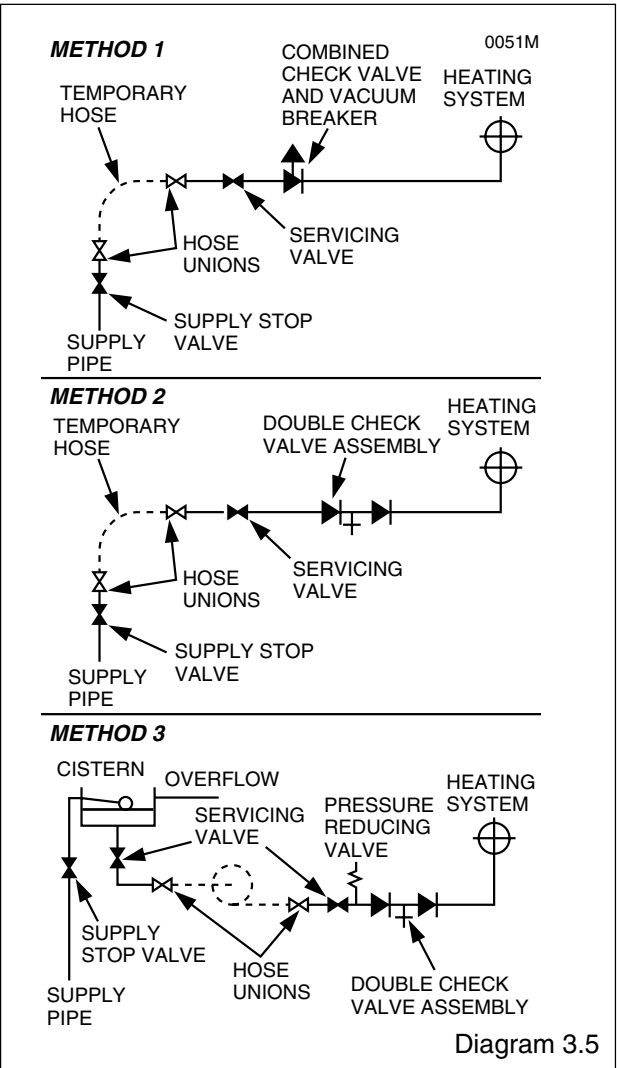 METHOD 1
0051M
COMBINED
CHECK VALVE
AND VACUUM
BREAKER
HEATING
SYSTEM
TEMPORARY
HOSE
HOSE
UNIONS
SERVICING
VALVE
SUPPLY STOP
VALVE
SUPPLY
PIPE
METHOD 2
TEMPORARY
HOSE
DOUBLE CHECK
VALVE ASSEMBLY
HEATING
SYSTEM
HOSE
UNIONS
SERVICING
VALVE
SUPPLY STOP
VALVE
SUPPLY
PIPE
METHOD 3
CISTERN
OVERFLOW
SERVICING
VALVE
PRESSURE
REDUCING
VALVE
HEATING
SYSTEM
SUPPLY
STOP VALVE
HOSE
UNIONS
DOUBLE CHECK
VALVE ASSEMBLY
SUPPLY
PIPE
Diagram 3.5